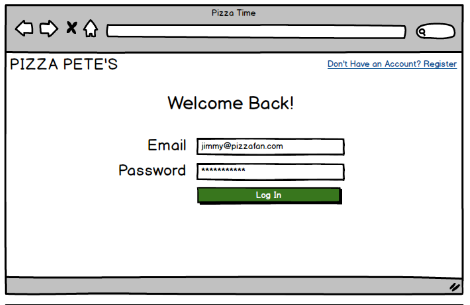 Pizza Time
PIZZA PETE'S
Don't Have an Account? Register
Welcome Back!
Email
jimmy@pizzafan.com
Password
***********
Log In